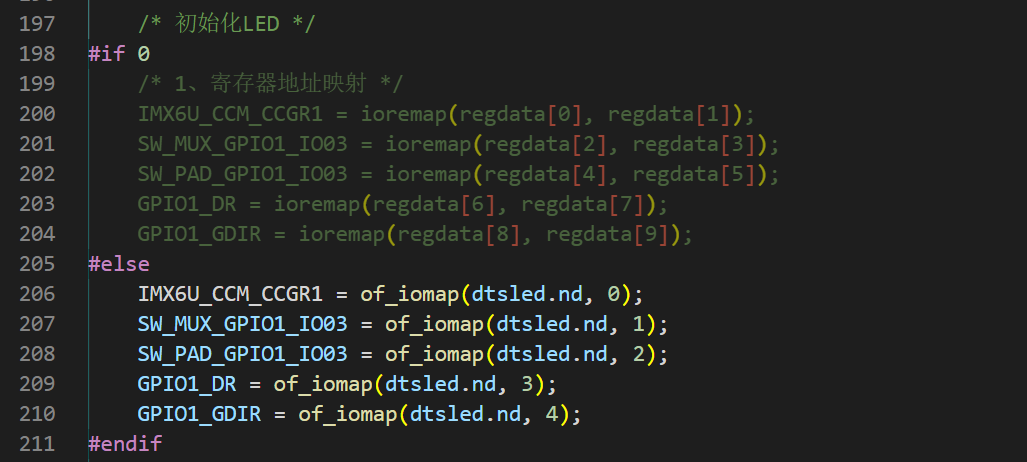 197 /* 初始化LED */
198 #if 0
199 /* 1、寄存器地址映射 */
200 IMX6U_CCM_CCGR1 = ioremap(regdata[0], regdata[1]);
201 SW_MUX_GPIO1_IO03 = ioremap(regdata[2], regdata[3]);
202 SW_PAD_GPIO1_IO03 = ioremap(regdata[4], regdata[5]);
203 GPIO1_DR = ioremap(regdata[6], regdata[7]);
204 GPIO1_GDIR = ioremap(regdata[8], regdata[9]);
205 #else
206 IMX6U_CCM_CCGR1 = of_iomap(dtsled.nd, 0);
207 SW_MUX_GPIO1_IO03 = of_iomap(dtsled.nd, 1);
208 SW_PAD_GPIO1_IO03 = of_iomap(dtsled.nd, 2);
209 GPIO1_DR = of_iomap(dtsled.nd, 3);
210 GPIO1_GDIR = of_iomap(dtsled.nd, 4);
211 #endif